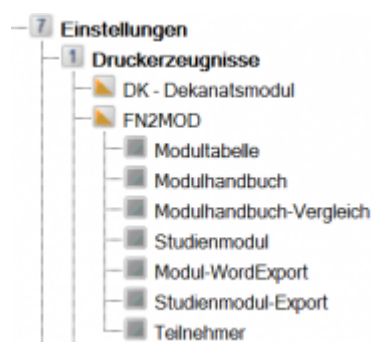 7 Einstellungen
1 Druckerzeugnisse
DK - Dekanatsmodul
FN2MOD
Modultabelle
Modulhandbuch
Modulhandbuch-Vergleich
Studienmodul
Modul-WordExport
Studienmodul-Export
Teilnehmer